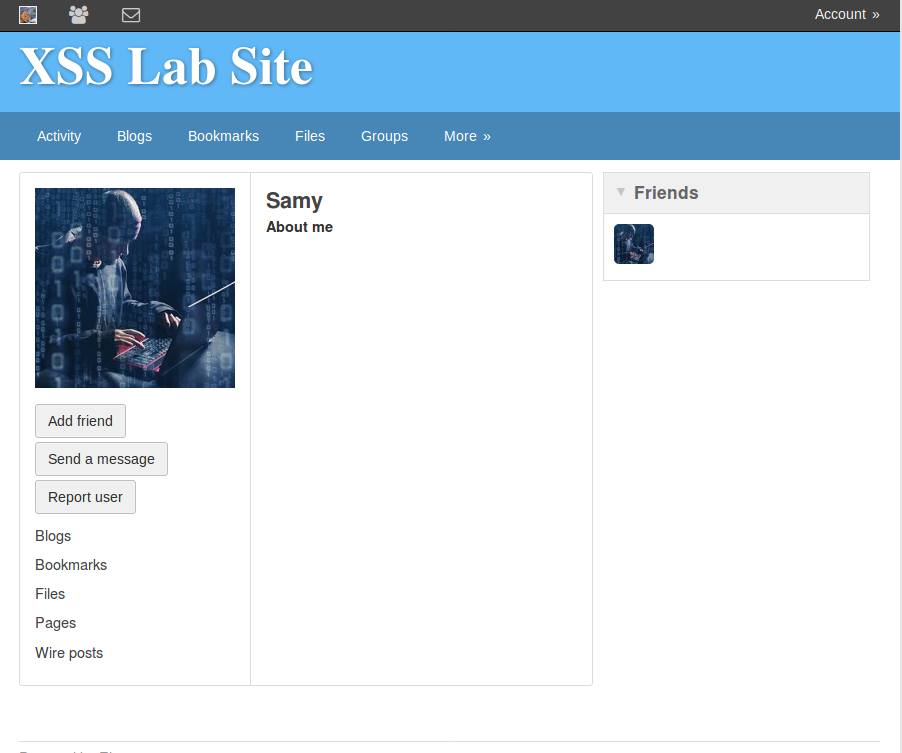 Account »
XSS Lab Site
Activity Blogs Bookmarks Files Groups More »
Samy
About me
Friends
Add friend
Send a message
Report user
Blogs
Bookmarks
Files
Pages
Wire posts